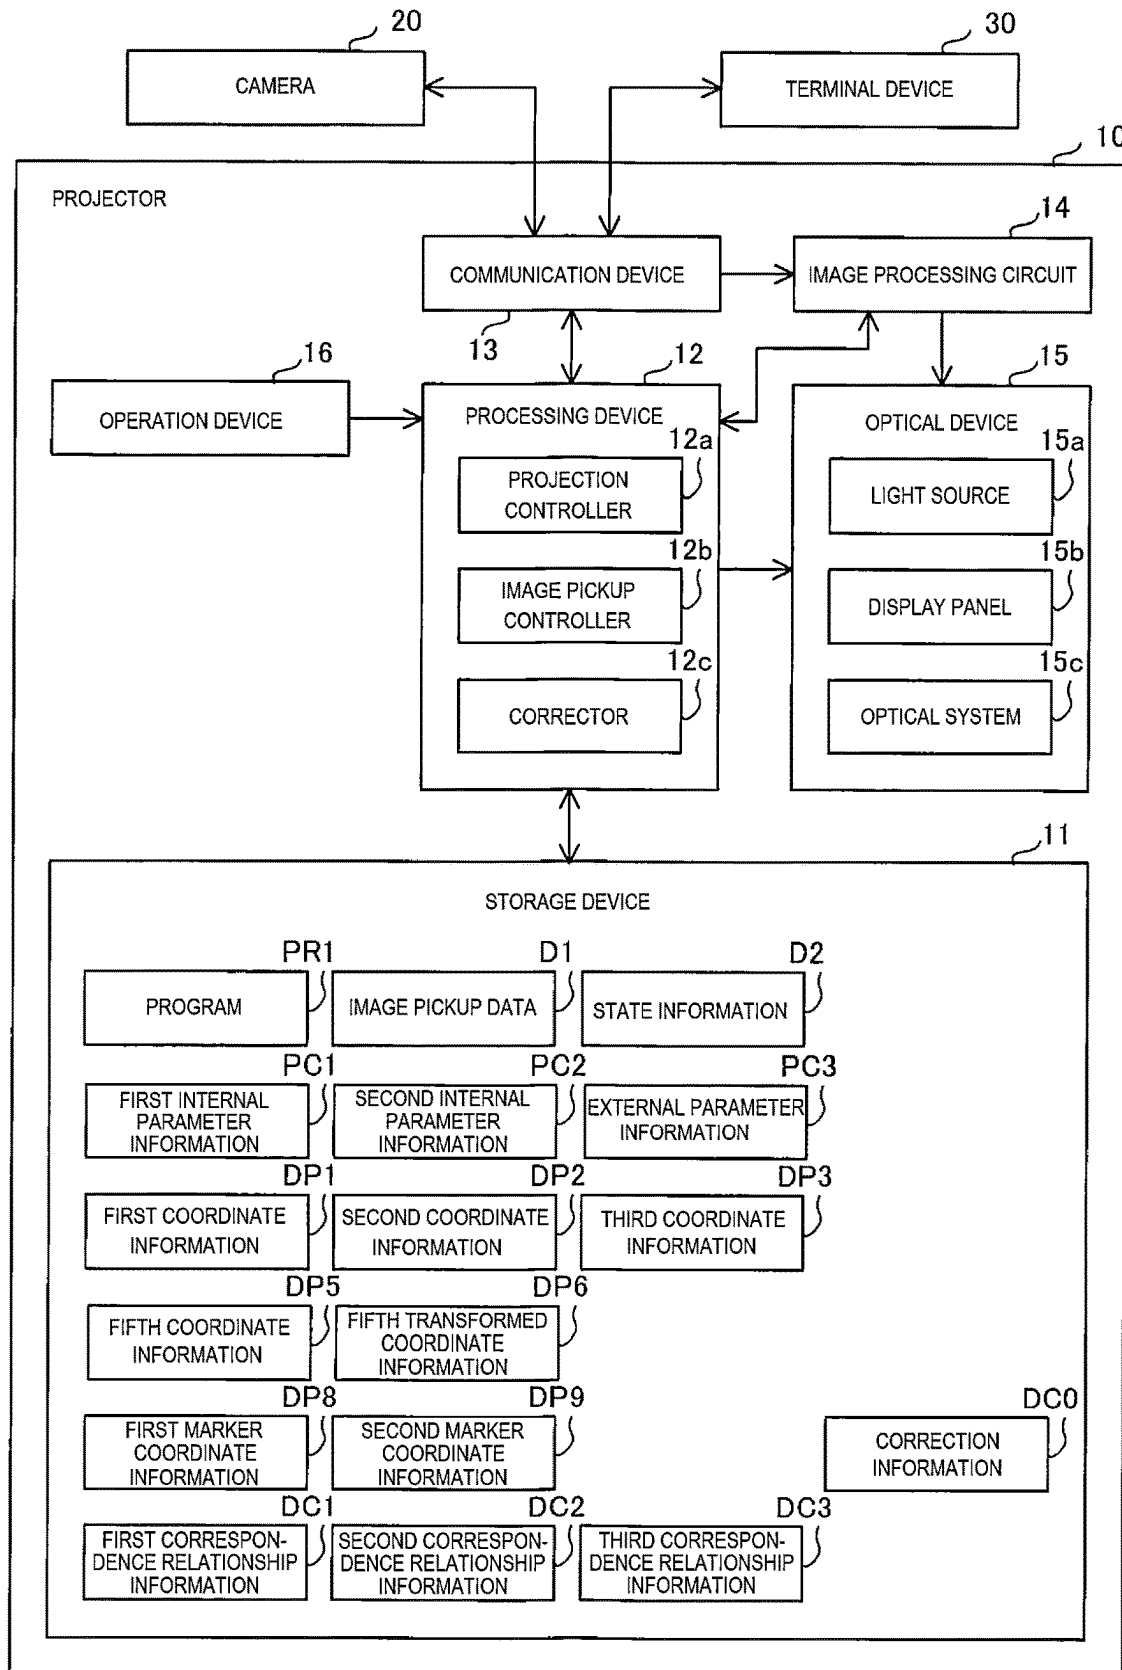 20
30
CAMERA
TERMINAL DEVICE
10
PROJECTOR
14
COMMUNICATION DEVICE
IMAGE PROCESSING CIRCUIT
13
16
12
15
OPERATION DEVICE
PROCESSING DEVICE
OPTICAL DEVICE
12a
15a
PROJECTION
CONTROLLER
LIGHT SOURCE
12b
15b
IMAGE PICKUP
CONTROLLER
DISPLAY PANEL
12c
15c
CORRECTOR
OPTICAL SYSTEM
11
STORAGE DEVICE
PR1
D1
D2
PROGRAM
IMAGE PICKUP DATA
STATE INFORMATION
PC1
PC2
PC3
FIRST INTERNAL
PARAMETER
INFORMATION
SECOND INTERNAL
PARAMETER
INFORMATION
EXTERNAL PARAMETER
INFORMATION
DP1
DP2
DP3
FIRST COORDINATE
INFORMATION
SECOND COORDINATE
INFORMATION
THIRD COORDINATE
INFORMATION
DP5
DP6
FIFTH COORDINATE
INFORMATION
FIFTH TRANSFORMED
COORDINATE
INFORMATION
DP8
DP9
DC0
FIRST MARKER
COORDINATE
INFORMATION
SECOND MARKER
COORDINATE
INFORMATION
CORRECTION
INFORMATION
DC1
DC2
DC3
FIRST CORRESPON-
DENCE RELATIONSHIP
INFORMATION
SECOND CORRESPON-
DENCE RELATIONSHIP
INFORMATION
THIRD CORRESPON-
DENCE RELATIONSHIP
INFORMATION